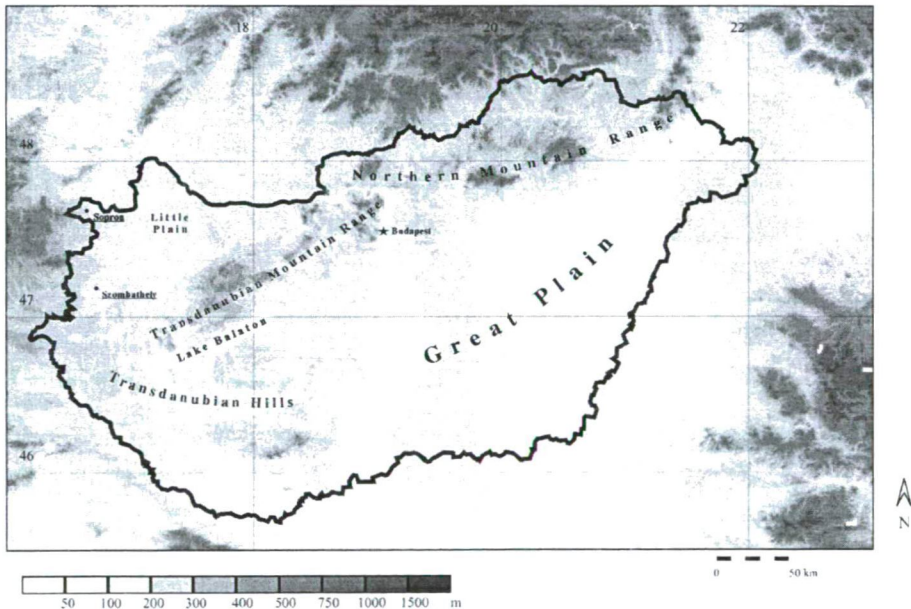 18 20 22
48
Northern Mountain Range
Sopron
Little
Plain
Transdanubian Mountain Range
Budapest
Szombathely
47
Great Plain
Lake Balaton
Transdanubian Hills
46
N
0 50 km
50 100 200 300 400 500 750 1000 1500 m